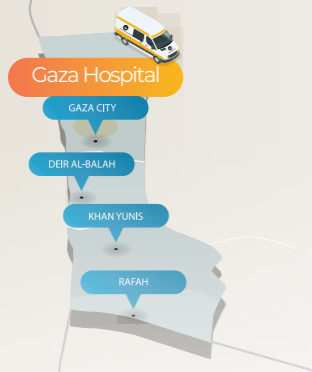 Gaza Hospital
GAZA CITY
DEIR AL-BALAH
KHAN YUNIS
RAFAH